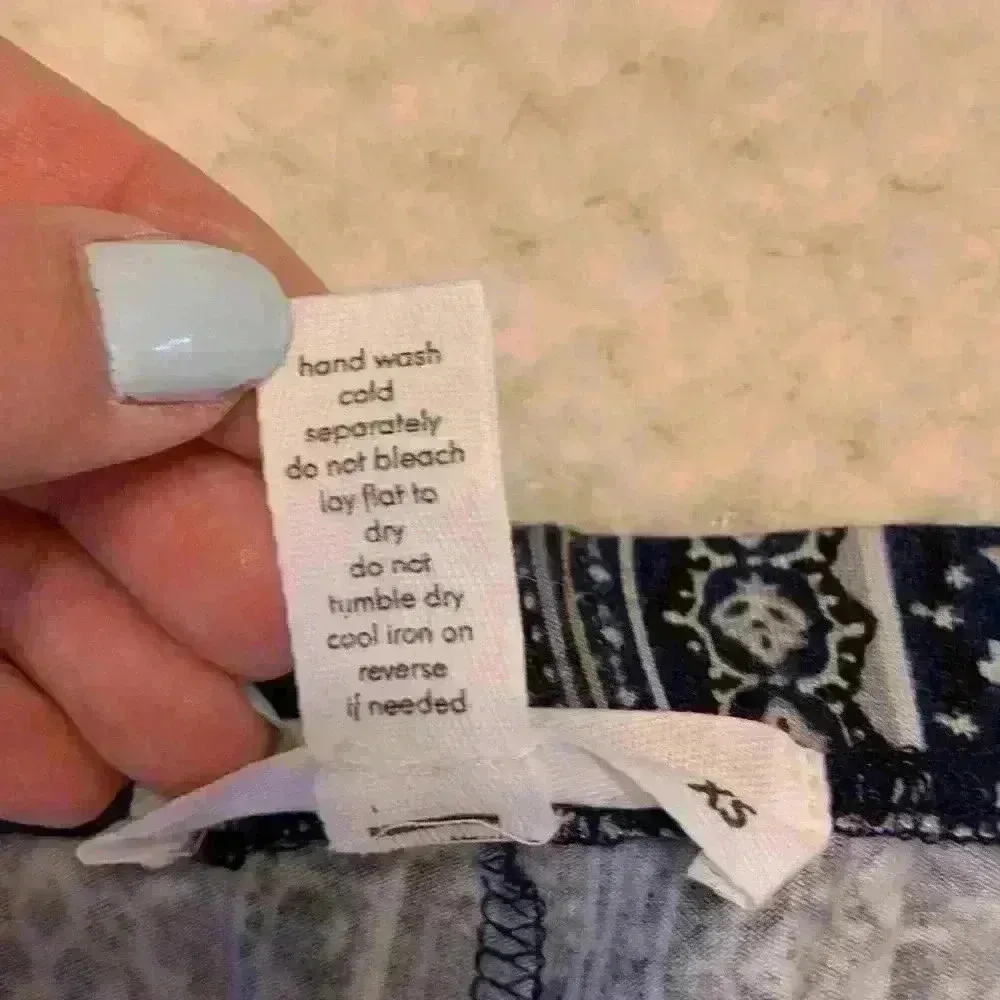 hand wash
cold
separately
do not bleach
lay flat to
dry
do not
tumble dry
cool iron on
reverse
if needed
XS